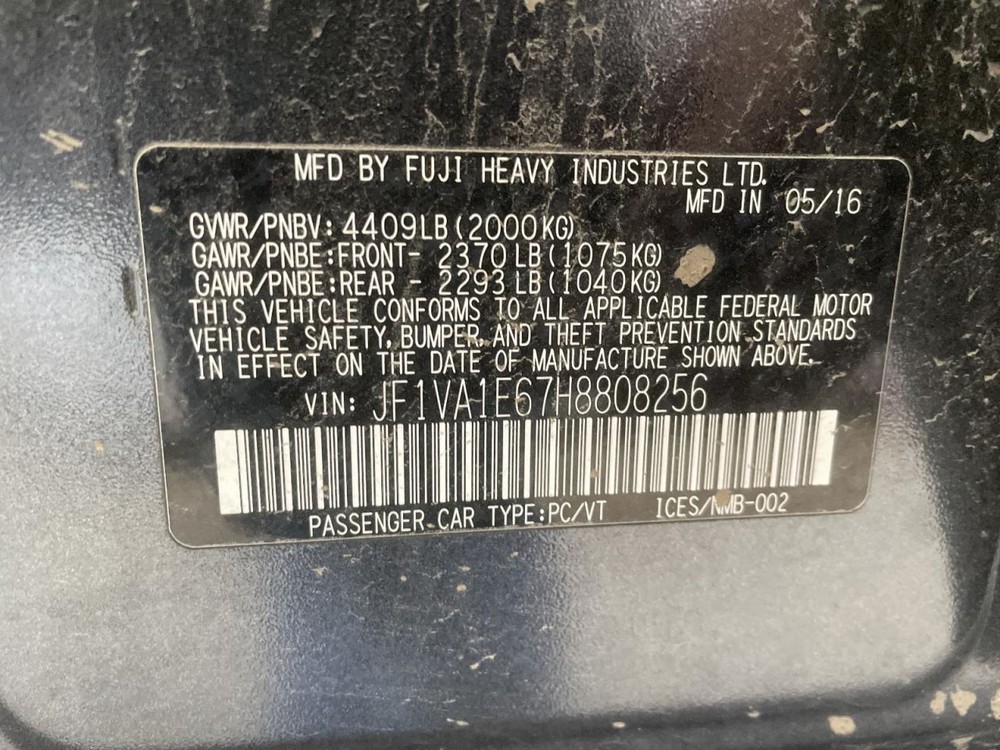 MFD BY FUJI HEAVY INDUSTRIES LTD.
MFD IN 05/16
GVWR/PNBV: 4409LB(2000KG)
GAWR/PNBE:FRONT- 2370LB(1075KG)
GAWR/PNBE:REAR - 2293LB(1040KG)
THIS VEHICLE CONFORMS TO ALL APPLICABLE FEDERAL MOTOR
VEHICLE SAFETY, BUMPER, AND THEFT PREVENTION STANDARDS
IN EFFECT ON THE DATE OF MANUFACTURE SHOWN ABOVE.
VIN: JF1VA1E67H8808256
PASSENGER CAR TYPE:PC/VT ICES/NMB-002